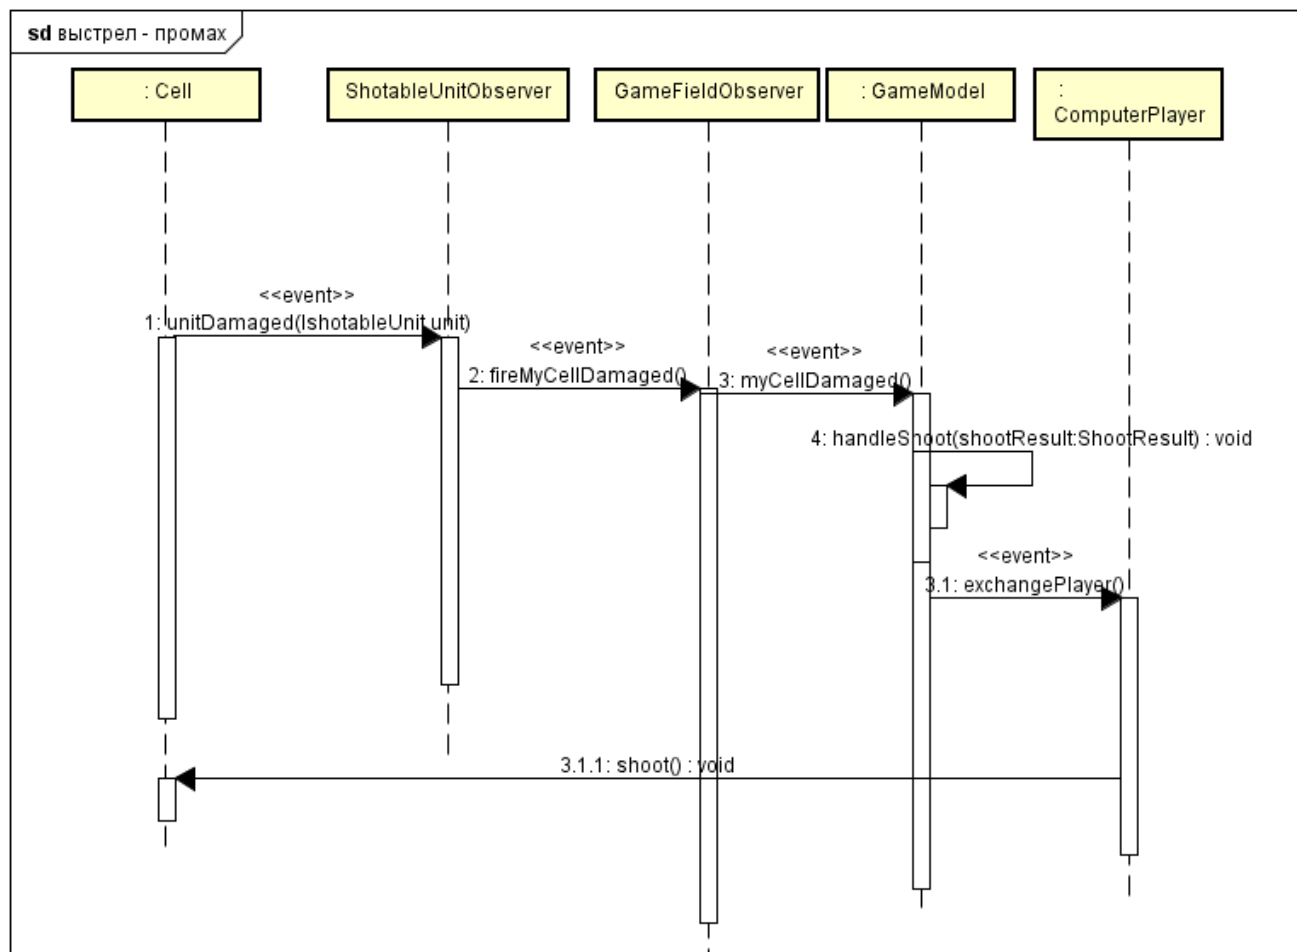 sd выстрел - промах
: Cell
ShotableUnitObserver
GameFieldObserver
: GameModel
:
ComputerPlayer
<<event>>
1: unitDamaged(IshotableUnit unit)
<<event>>
2: fireMyCellDamaged()
<<event>>
3: myCellDamaged()
4: handleShoot(shootResult:ShootResult) : void
<<event>>
3.1: exchangePlayer()
3.1.1: shoot() : void